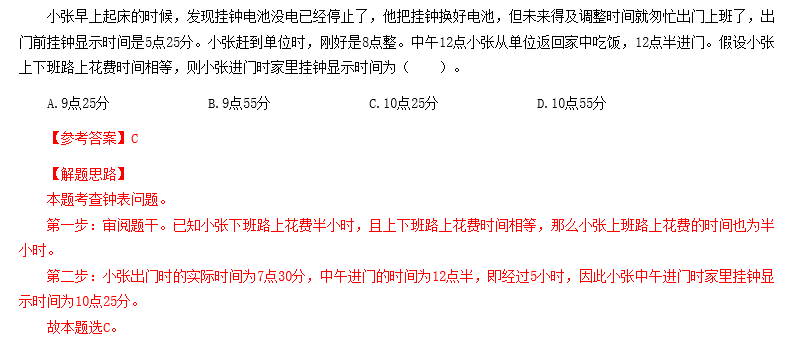 小张早上起床的时候，发现挂钟电池没电已经停止了，他把挂钟换好电池，但未来得及调整时间就匆忙出门上班了，出
门前挂钟显示时间是5点25分。小张赶到单位时，刚好是8点整。中午12点小张从单位返回家中吃饭，12点半进门。假设小张
上下班路上花费时间相等，则小张进门时家里挂钟显示时间为（　　）。
A.9点25分 B.9点55分 C.10点25分 D.10点55分
【参考答案】C
【解题思路】
本题考查钟表问题。
第一步：审阅题干。已知小张下班路上花费半小时，且上下班路上花费时间相等，那么小张上班路上花费的时间也为半
小时。
第二步：小张出门时的实际时间为7点30分，中午进门的时间为12点半，即经过5小时，因此小张中午进门时家里挂钟显
示时间为10点25分。
故本题选C。